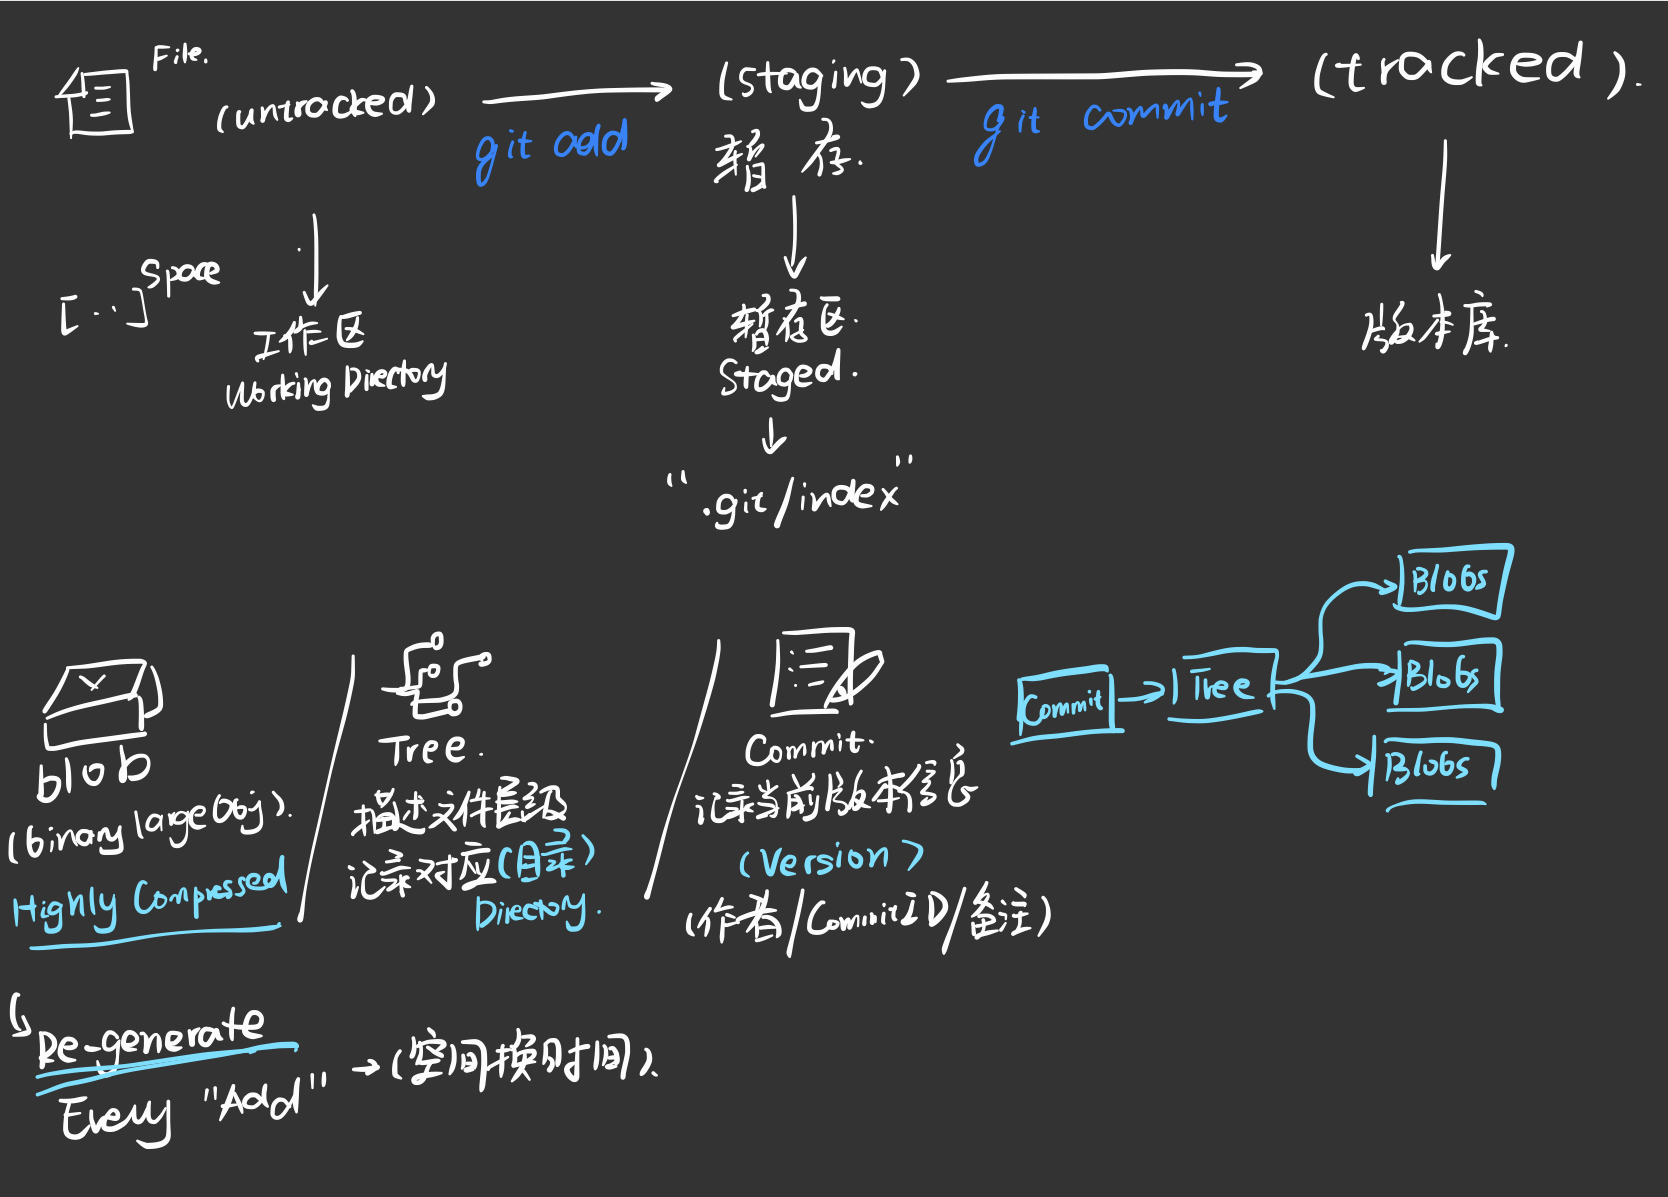 File.
(untracked)
git add
(staging)
暂 存.
git commit
(tracked).
[..] Space
工作区
Working Directory
暂存区.
Staged.
".git/index"
版本库.
blob
(binary large Obj).
Highly Compressed
Tree.
描述文件层级
记录对应(目录)
Directory.
Commit.
记录当前版本信息
(Version)
(作者/Commit ID/备注)
Commit
Tree
Blobs
Blobs
Blobs
Re-generate
Every "Add"
(空间换时间).